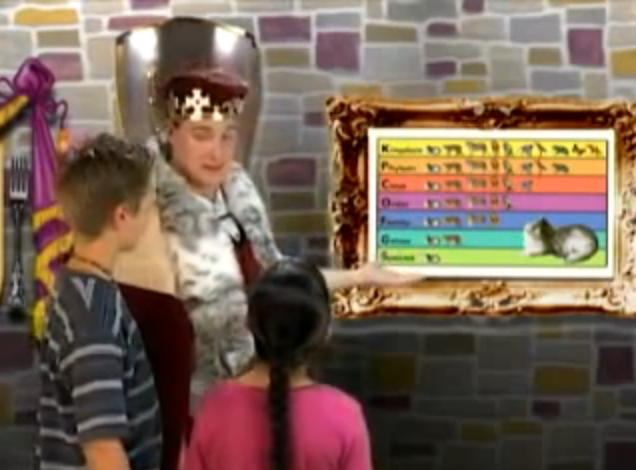 Kingdom
Phylum
Class
Order
Family
Genus
Species